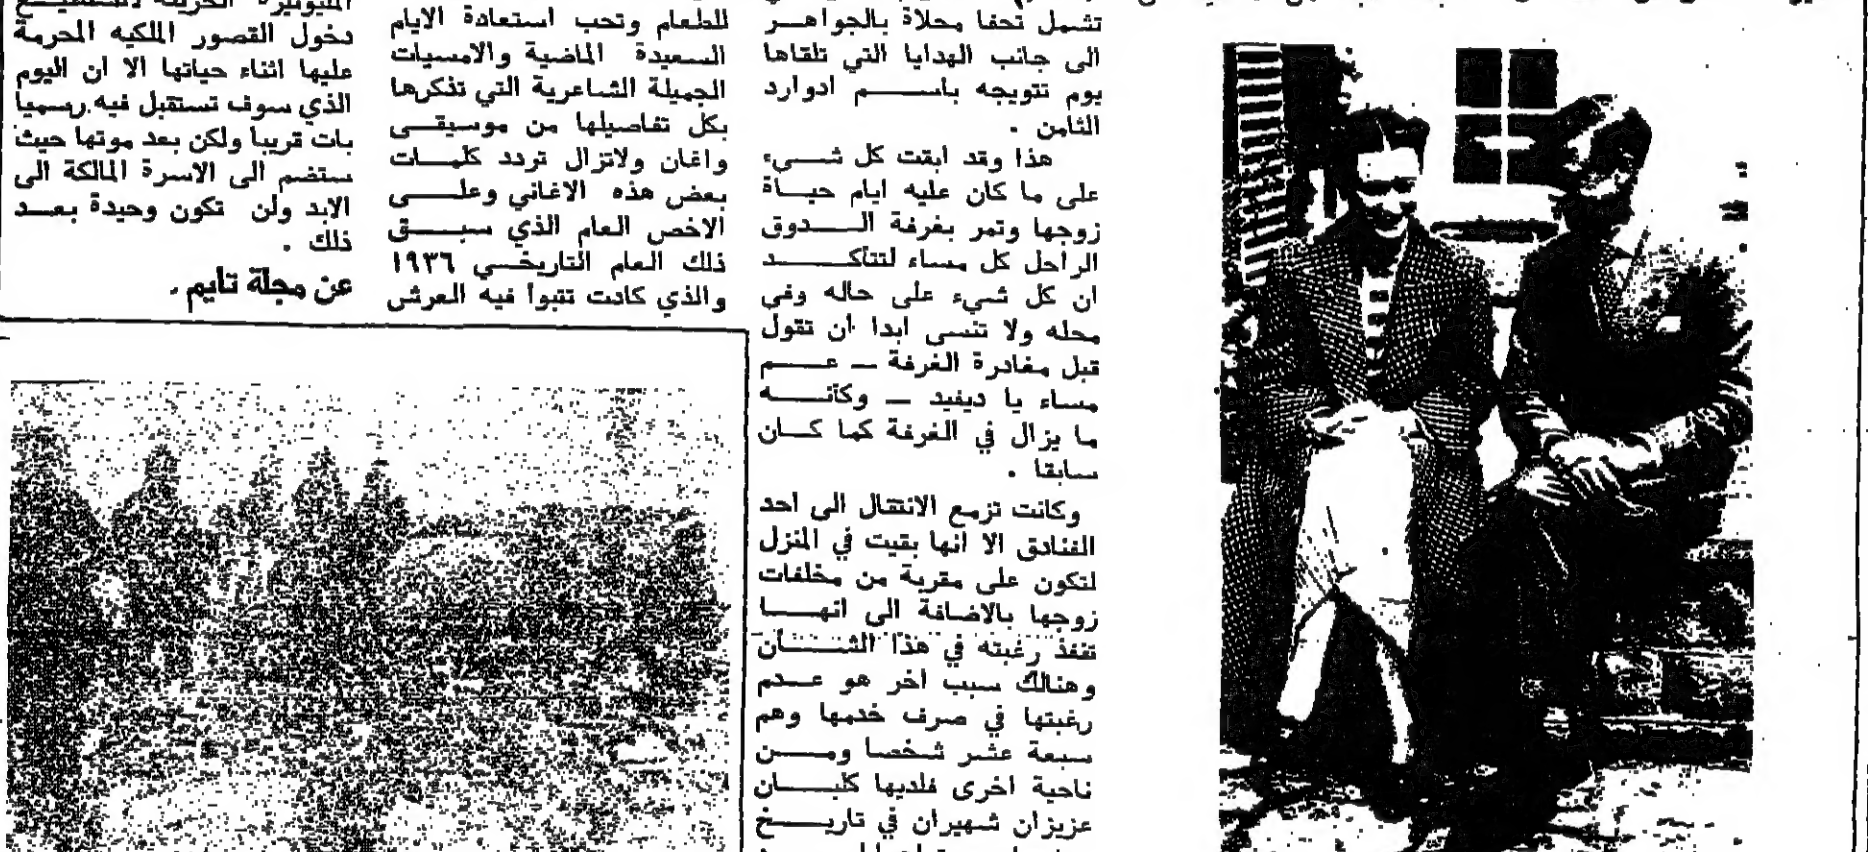 تشمل تحفا محلاة بالجواهر
الى جانب الهدايا التي تلقاها
يوم تتويجه باسم ادوارد
الثامن .
هذا وقد ابقت كل شيء
على ما كان عليه ايام حياة
زوجها وتمر بغرفة الدوق
الراحل كل مساء لتتأكد
ان كل شيء على حاله وفي
محله ولا تنسى ابدا أن تقول
قبل مغادرة الغرفة — عم
مساء يا ديفيد — وكأنه
ما يزال في الغرفة كما كان
سابقا .
وكانت تزمع الانتقال الى احد
الفنادق الا انها بقيت في المنزل
لتكون على مقربة من مخلفات
زوجها بالاضافة الى انها
تنفذ رغبته في هذا الشأن
وهنالك سبب اخر هو عدم
رغبتها في صرف خدمها وهم
سبعة عشر شخصا ومن
ناحية اخرى فلديها كلبان
عزيزان شهيران في تاريخ
للطعام وتحب استعادة الايام
السعيدة الماضية والامسيات
الجميلة الشاعرية التي تذكرها
بكل تفاصيلها من موسيقى
واغان ولاتزال تردد كلمات
بعض هذه الاغاني وعلى
الاخص العام الذي سبق
ذلك العام التاريخي ١٩٣٦
والذي كادت تتبوا فيه العرش
دخول القصور الملكيه المحرمة
عليها اثناء حياتها الا ان اليوم
الذي سوف تستقبل فيه رسميا
بات قريبا ولكن بعد موتها حيث
ستضم الى الاسرة المالكة الى
الابد ولن تكون وحيدة بعد
ذلك .
عن مجلة تايم .